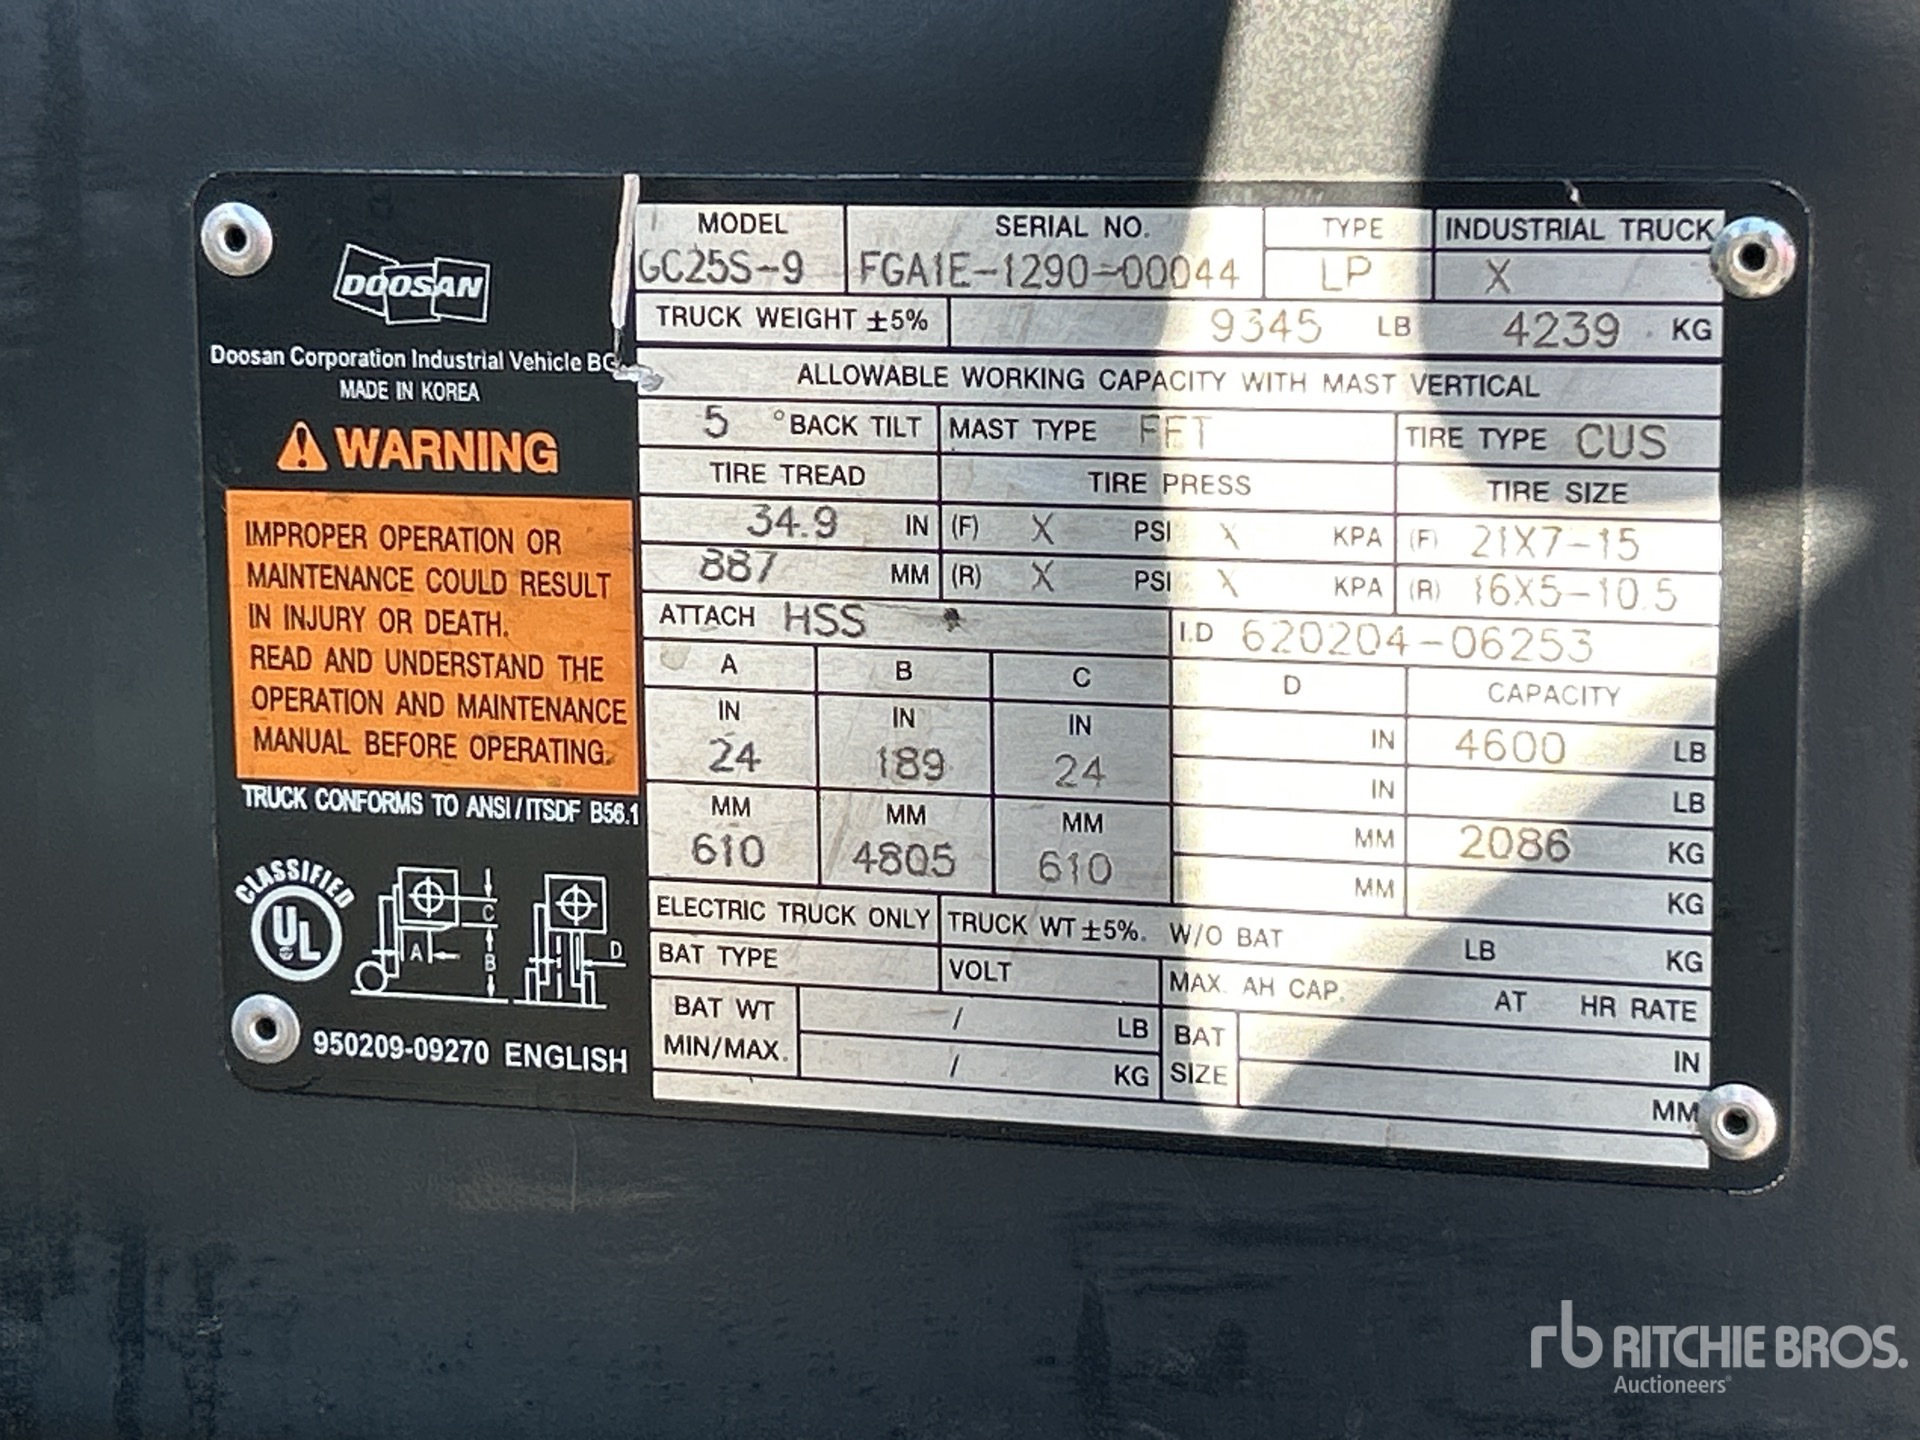 DOOSAN
Doosan Corporation Industrial Vehicle BG
MADE IN KOREA
WARNING
IMPROPER OPERATION OR
MAINTENANCE COULD RESULT
IN INJURY OR DEATH.
READ AND UNDERSTAND THE
OPERATION AND MAINTENANCE
MANUAL BEFORE OPERATING.
TRUCK CONFORMS TO ANSI/ITSDF B56.1
CLASSIFIED
UL
A C B D
950209-09270 ENGLISH
MODEL SERIAL NO. TYPE INDUSTRIAL TRUCK
GC25S-9 FGA1E-1290-00044 LP X
TRUCK WEIGHT ±5% 9345 LB 4239 KG
ALLOWABLE WORKING CAPACITY WITH MAST VERTICAL
5 °BACK TILT MAST TYPE FFT TIRE TYPE CUS
TIRE TREAD TIRE PRESS TIRE SIZE
34.9 IN (F) X PSI X KPA (F) 21X7-15
887 MM (R) X PSI X KPA (R) 16X5-10.5
ATTACH HSS I.D 620204-06253
A B C D CAPACITY
IN IN IN IN 4600 LB
24 189 24 IN LB
MM MM MM MM 2086 KG
610 4805 610 MM KG
ELECTRIC TRUCK ONLY TRUCK WT ±5%. W/O BAT LB KG
BAT TYPE VOLT MAX. AH CAP. AT HR RATE
BAT WT / LB BAT IN
MIN/MAX. / KG SIZE MM
rb RITCHIE BROS.
Auctioneers